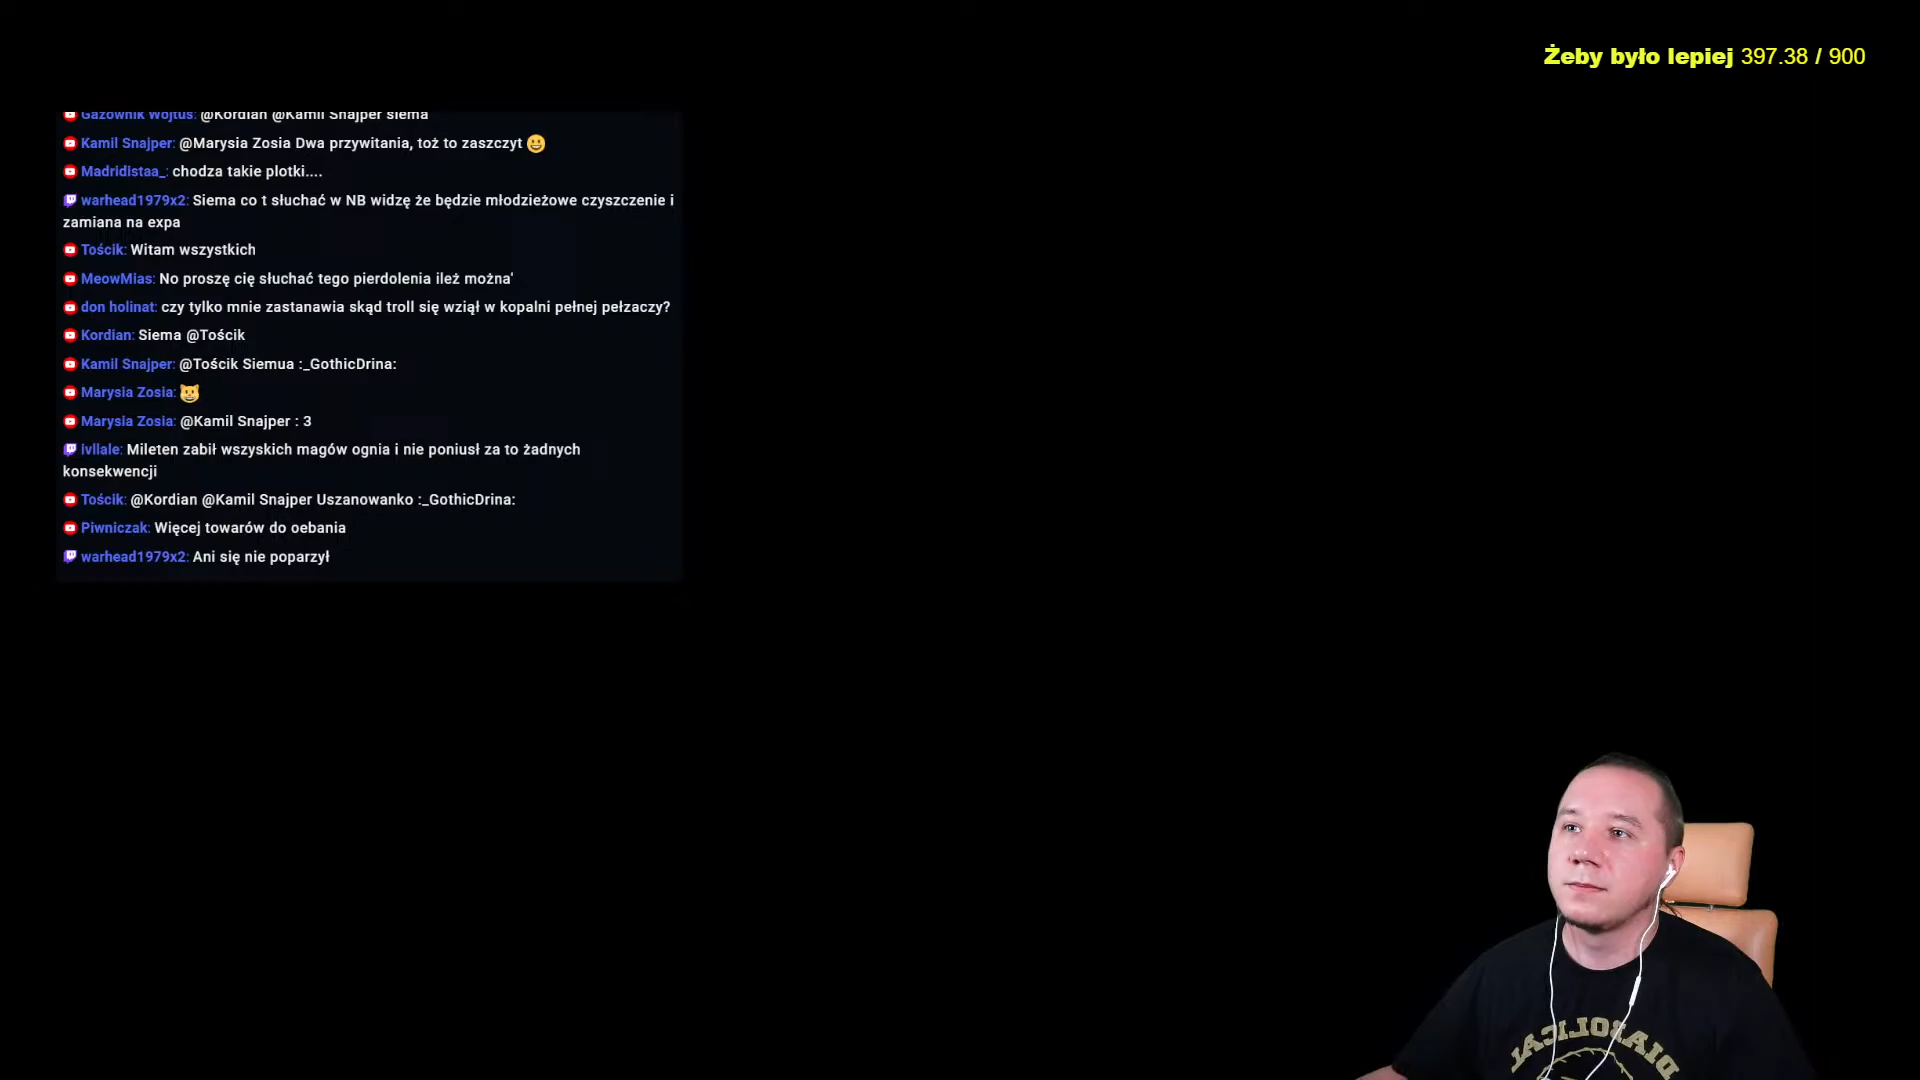 Żeby było lepiej 397.38 / 900
Gazownik Wojtuś: @Kordian @Kamil Snajper siema
Kamil Snajper: @Marysia Zosia Dwa przywitania, toż to zaszczyt 😀
Madridistaa_: chodza takie plotki....
warhead1979x2: Siema co t słuchać w NB widzę że będzie młodzieżowe czyszczenie i
zamiana na expa
Tościk: Witam wszystkich
MeowMias: No proszę cię słuchać tego pierdolenia ileż można'
don holinat: czy tylko mnie zastanawia skąd troll się wziął w kopalni pełnej pełzaczy?
Kordian: Siema @Tościk
Kamil Snajper: @Tościk Siemua :_GothicDrina:
Marysia Zosia: 😺
Marysia Zosia: @Kamil Snajper : 3
ivllale: Mileten zabił wszyskich magów ognia i nie poniusł za to żadnych
konsekwencji
Tościk: @Kordian @Kamil Snajper Uszanowanko :_GothicDrina:
Piwniczak: Więcej towarów do oebania
warhead1979x2: Ani się nie poparzył
DIABOLICAL